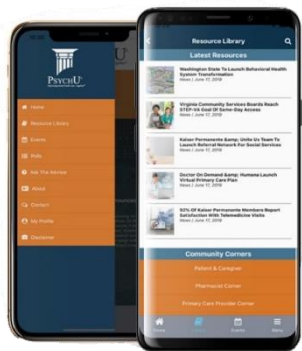 PSYCHU
Home
Resource Library
Events
Polls
Ask The Advisor
About
Contact
My Profile
Disclaimer
Resource Library
Latest Resources
Washington State To Launch Behavioral Health
System Transformation
News | June 17, 2019
Virginia Community Services Boards Reach
STEP-VA Goal Of Same-Day Access
News | June 17, 2019
Kaiser Permanente &amp; Unite Us Team To
Launch Referral Network For Social Services
News | June 17, 2019
Doctor On Demand &amp; Humana Launch
Virtual Primary Care Plan
News | June 17, 2019
92% Of Kaiser Permanente Members Report
Satisfaction With Telemedicine Visits
News | June 17, 2019
Community Corners
Patient & Caregiver
Pharmacist Corner
Primary Care Provider Corner
Home
Library
Events
Menu